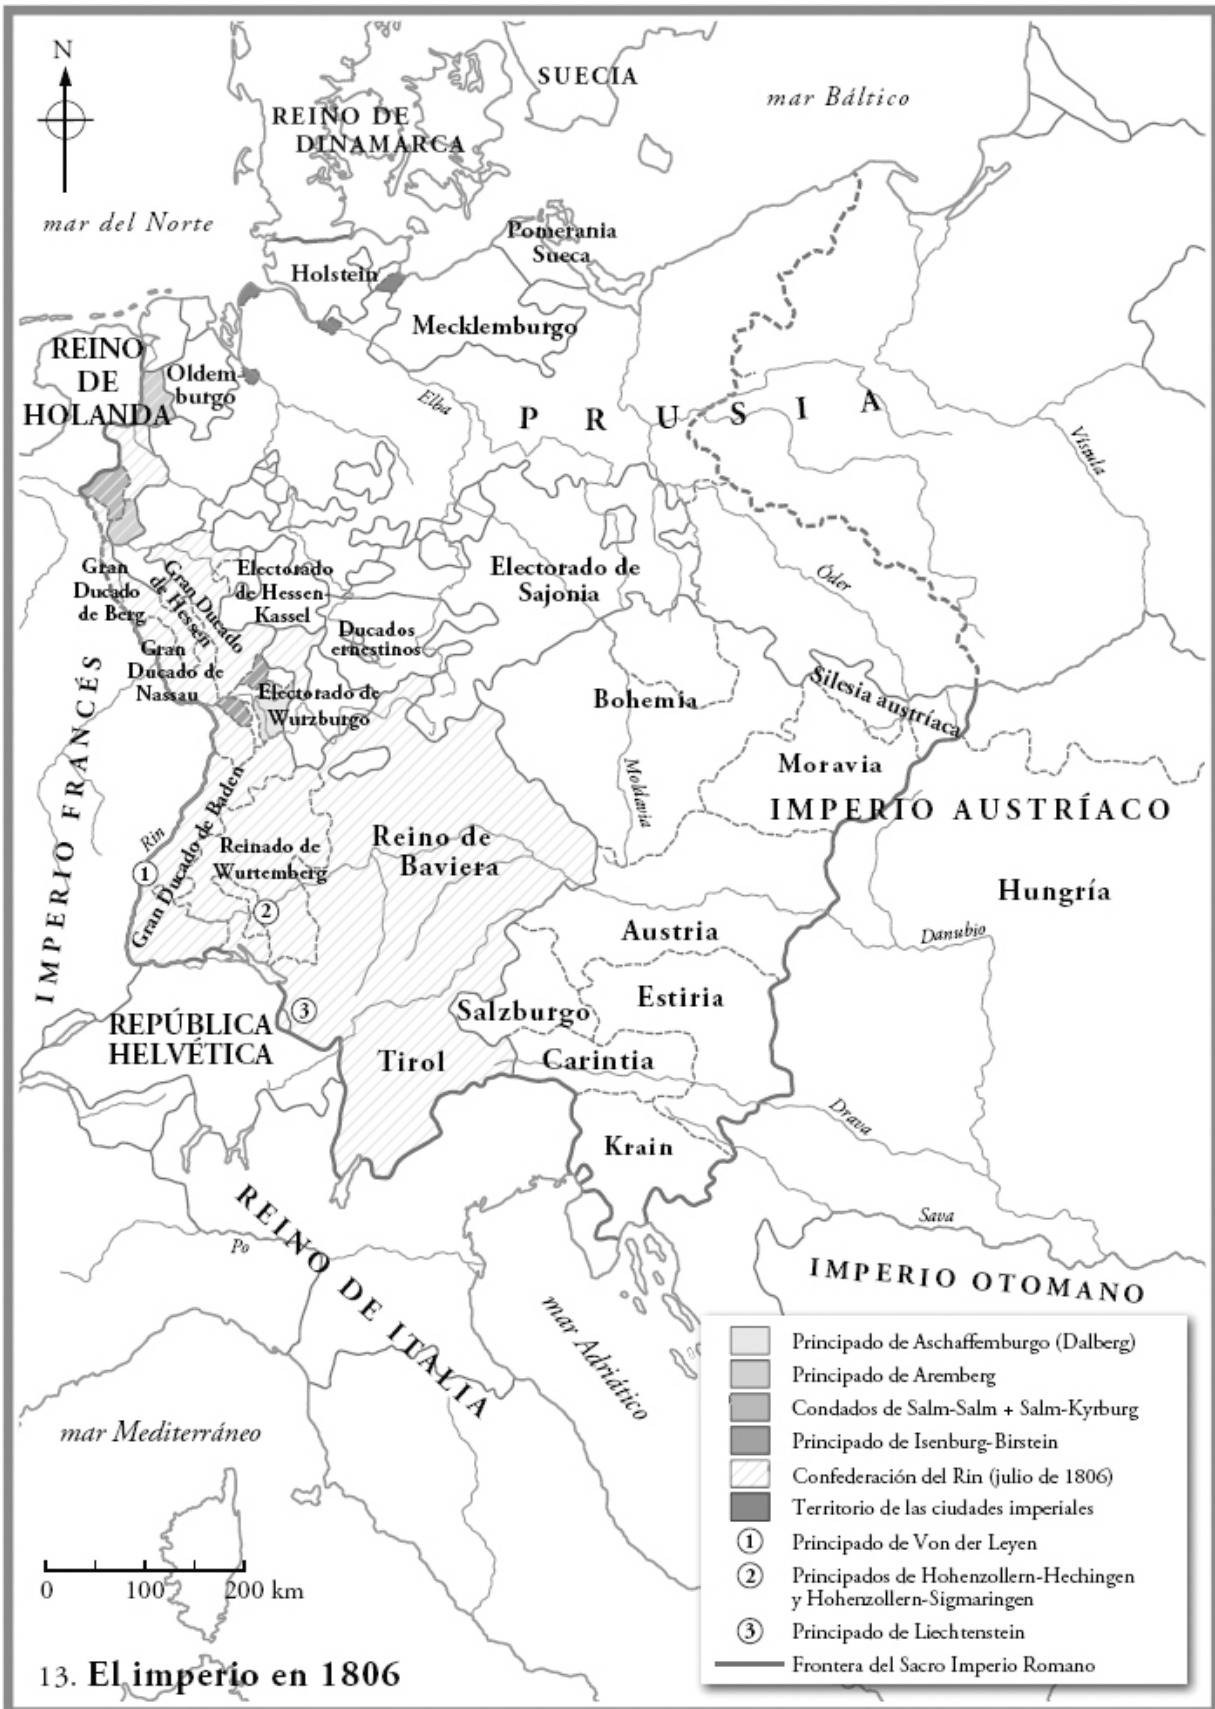 N
SUECIA
mar Báltico
REINO DE
DINAMARCA
mar del Norte
Pomerania
Sueca
Holstein
Mecklemburgo
REINO
DE
HOLANDA
Oldem-
burgo
Elba
PRUSIA
Vístula
Gran
Ducado
de Berg
Gran Ducado
de Hessen
Electorado
de Hessen-
Kassel
Electorado de
Sajonia
Óder
Ducados
ernestinos
Gran
Ducado de
Nassau
Electorado de
Wurzburgo
Bohemia
Silesia austríaca
Moravia
IMPERIO FRANCÉS
Moldavia
IMPERIO AUSTRÍACO
Rin
Gran Ducado de Baden
Reinado de
Wurtemberg
Reino de
Baviera
1
2
Hungría
Austria
Danubio
Estiria
3
Salzburgo
REPÚBLICA
HELVÉTICA
Tirol
Carintia
Drava
Krain
REINO DE ITALIA
Po
Sava
IMPERIO OTOMANO
mar Adriático
mar Mediterráneo
Principado de Aschaffemburgo (Dalberg)
Principado de Aremberg
Condados de Salm-Salm + Salm-Kyrburg
Principado de Isenburg-Birstein
Confederación del Rin (julio de 1806)
Territorio de las ciudades imperiales
1 Principado de Von der Leyen
2 Principados de Hohenzollern-Hechingen
y Hohenzollern-Sigmaringen
3 Principado de Liechtenstein
Frontera del Sacro Imperio Romano
0 100 200 km
13. El imperio en 1806